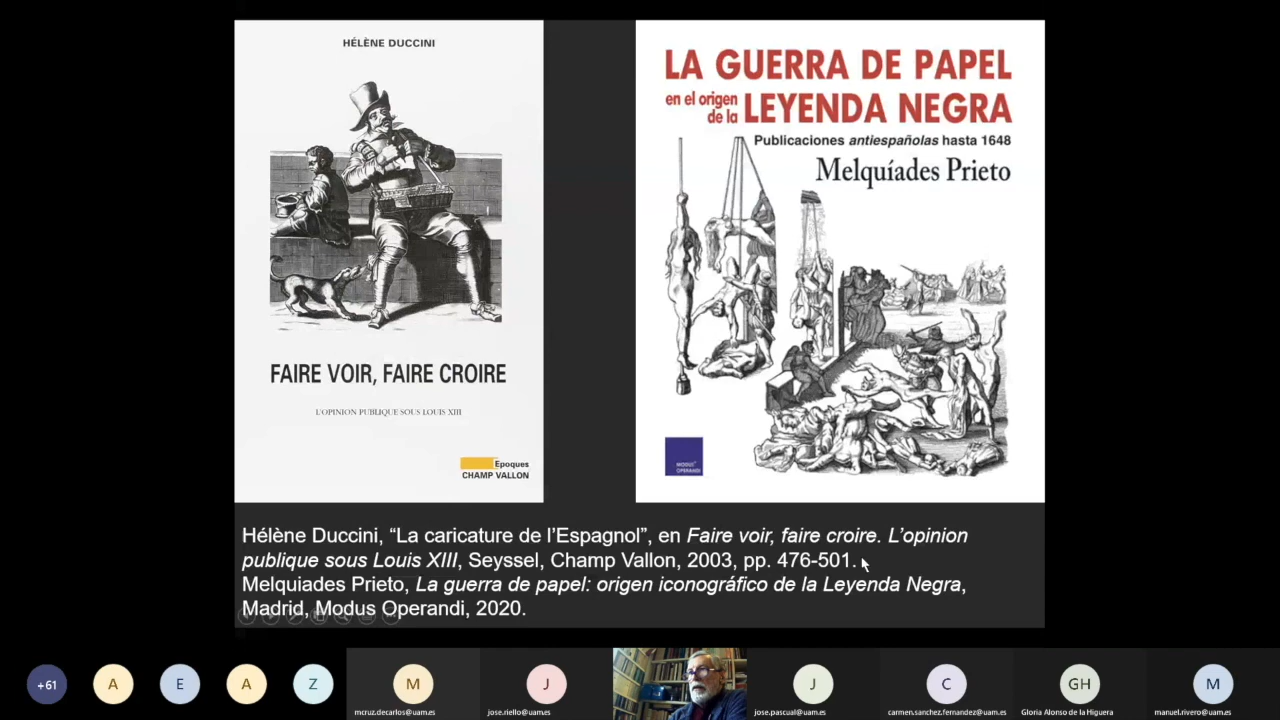 HÉLÈNE DUCCINI
FAIRE VOIR, FAIRE CROIRE
L'OPINION PUBLIQUE SOUS LOUIS XIII
Epoques
CHAMP VALLON
LA GUERRA DE PAPEL
en el origen
de la LEYENDA NEGRA
Publicaciones antiespañolas hasta 1648
Melquíades Prieto
MODUS
OPERANDI
Hélène Duccini, “La caricature de l’Espagnol”, en Faire voir, faire croire. L’opinion
publique sous Louis XIII, Seyssel, Champ Vallon, 2003, pp. 476-501.
Melquiades Prieto, La guerra de papel: origen iconográfico de la Leyenda Negra,
Madrid, Modus Operandi, 2020.
+61
A
E
A
Z
M
mcruz.decarlos@uam.es
J
jose.riello@uam.es
J
jose.pascual@uam.es
C
carmen.sanchez.fernandez@uam.es
GH
Gloria Alonso de la Higuera
M
manuel.rivero@uam.es